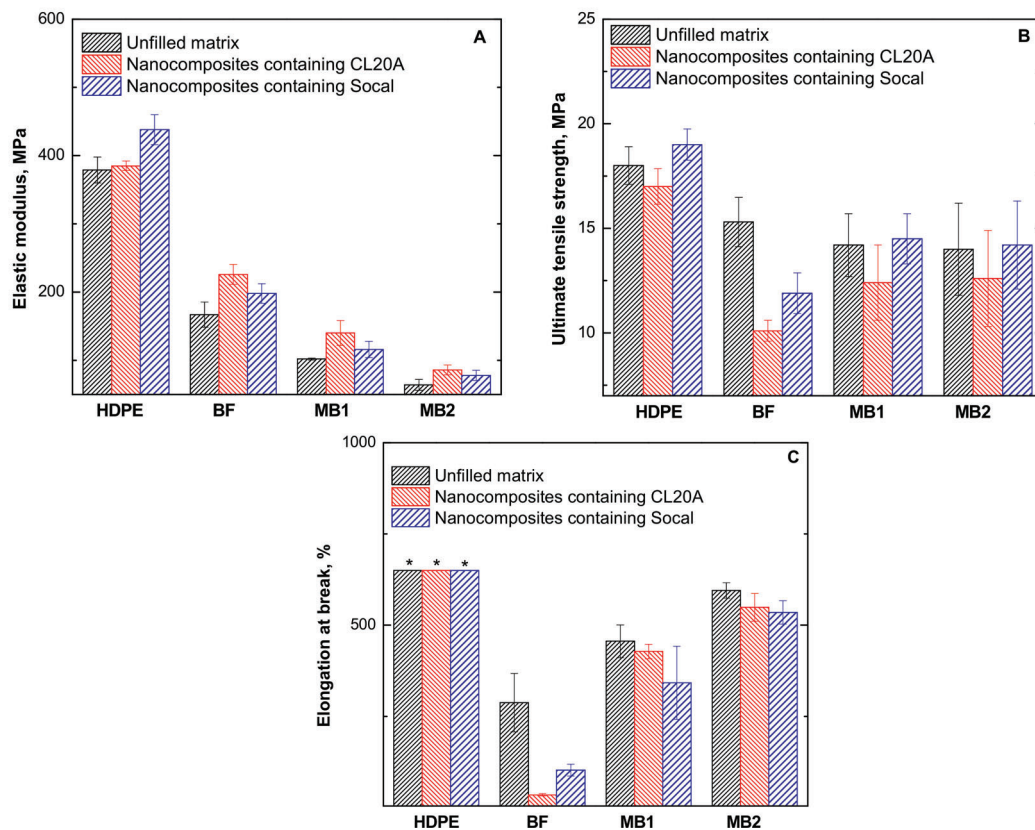 A
Unfilled matrix
Nanocomposites containing CL20A
Nanocomposites containing Socal
Elastic modulus, MPa
600
400
200
HDPE BF MB1 MB2
B
Unfilled matrix
Nanocomposites containing CL20A
Nanocomposites containing Socal
Ultimate tensile strength, MPa
25
20
15
10
HDPE BF MB1 MB2
C
Unfilled matrix
Nanocomposites containing CL20A
Nanocomposites containing Socal
Elongation at break, %
1000
500
* * *
HDPE BF MB1 MB2